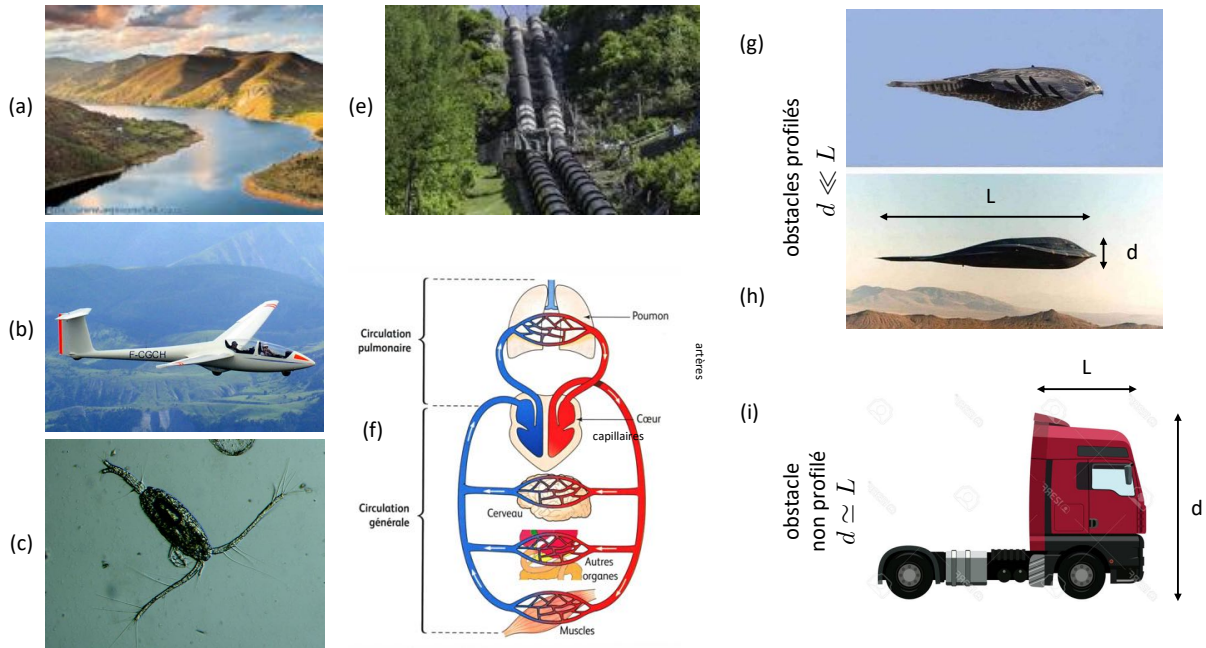 (a)
(b)
F-CGCH
(c)
(e)
Circulation
pulmonaire
Poumon
artères
(f)
Cœur
capillaires
Circulation
générale
Cerveau
Autres
organes
Muscles
(g)
obstacles profilés
d ≪ L
L
d
(h)
(i)
obstacle
non profilé
d ≃ L
L
d